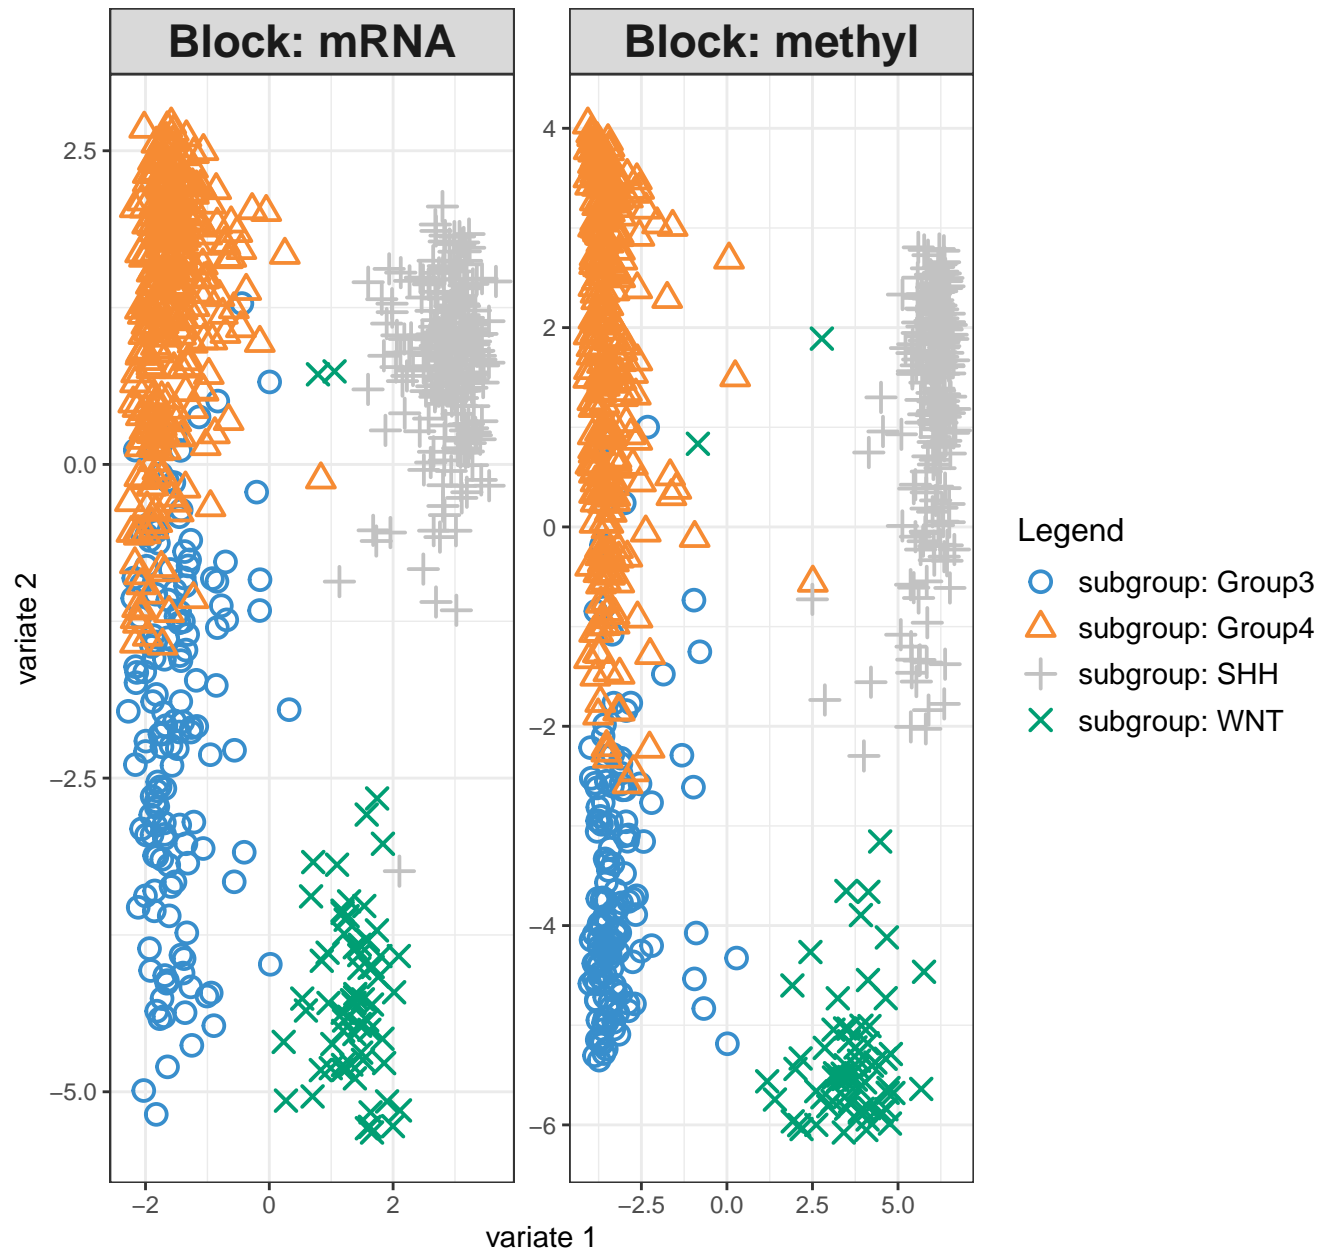 Block: mRNA
Block: methyl
variate 2
2.5
0.0
−2.5
−5.0
4
2
0
−2
−4
−6
−2
0
2
−2.5
0.0
2.5
5.0
variate 1
Legend
subgroup: Group3
subgroup: Group4
subgroup: SHH
subgroup: WNT